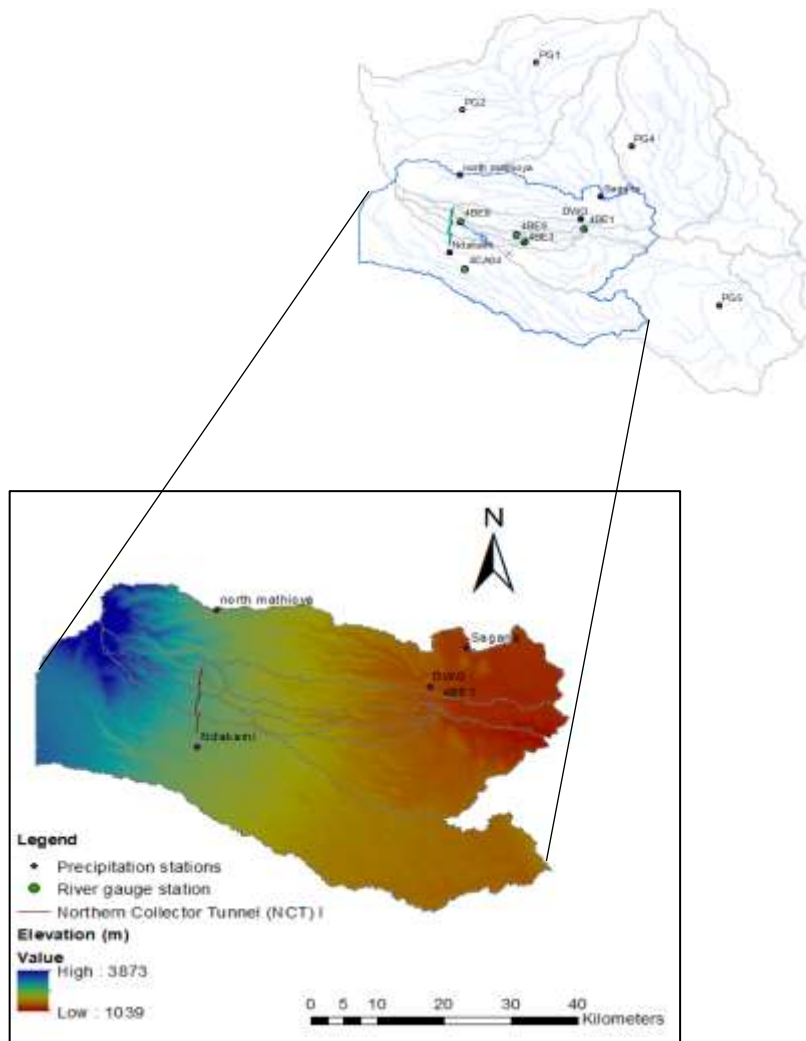 PG1
PG2
PG4
north mathioya
Sagana
DWO
4BE1
4BE8
4BE9
4BE3
Ndakaini
4CA04
PG5
N
north mathioya
Sagana
DWO
4BE1
Ndakaini
Legend
Precipitation stations
River gauge station
Northern Collector Tunnel (NCT) I
Elevation (m)
Value
High : 3873
Low : 1039
0 5 10 20 30 40
Kilometers